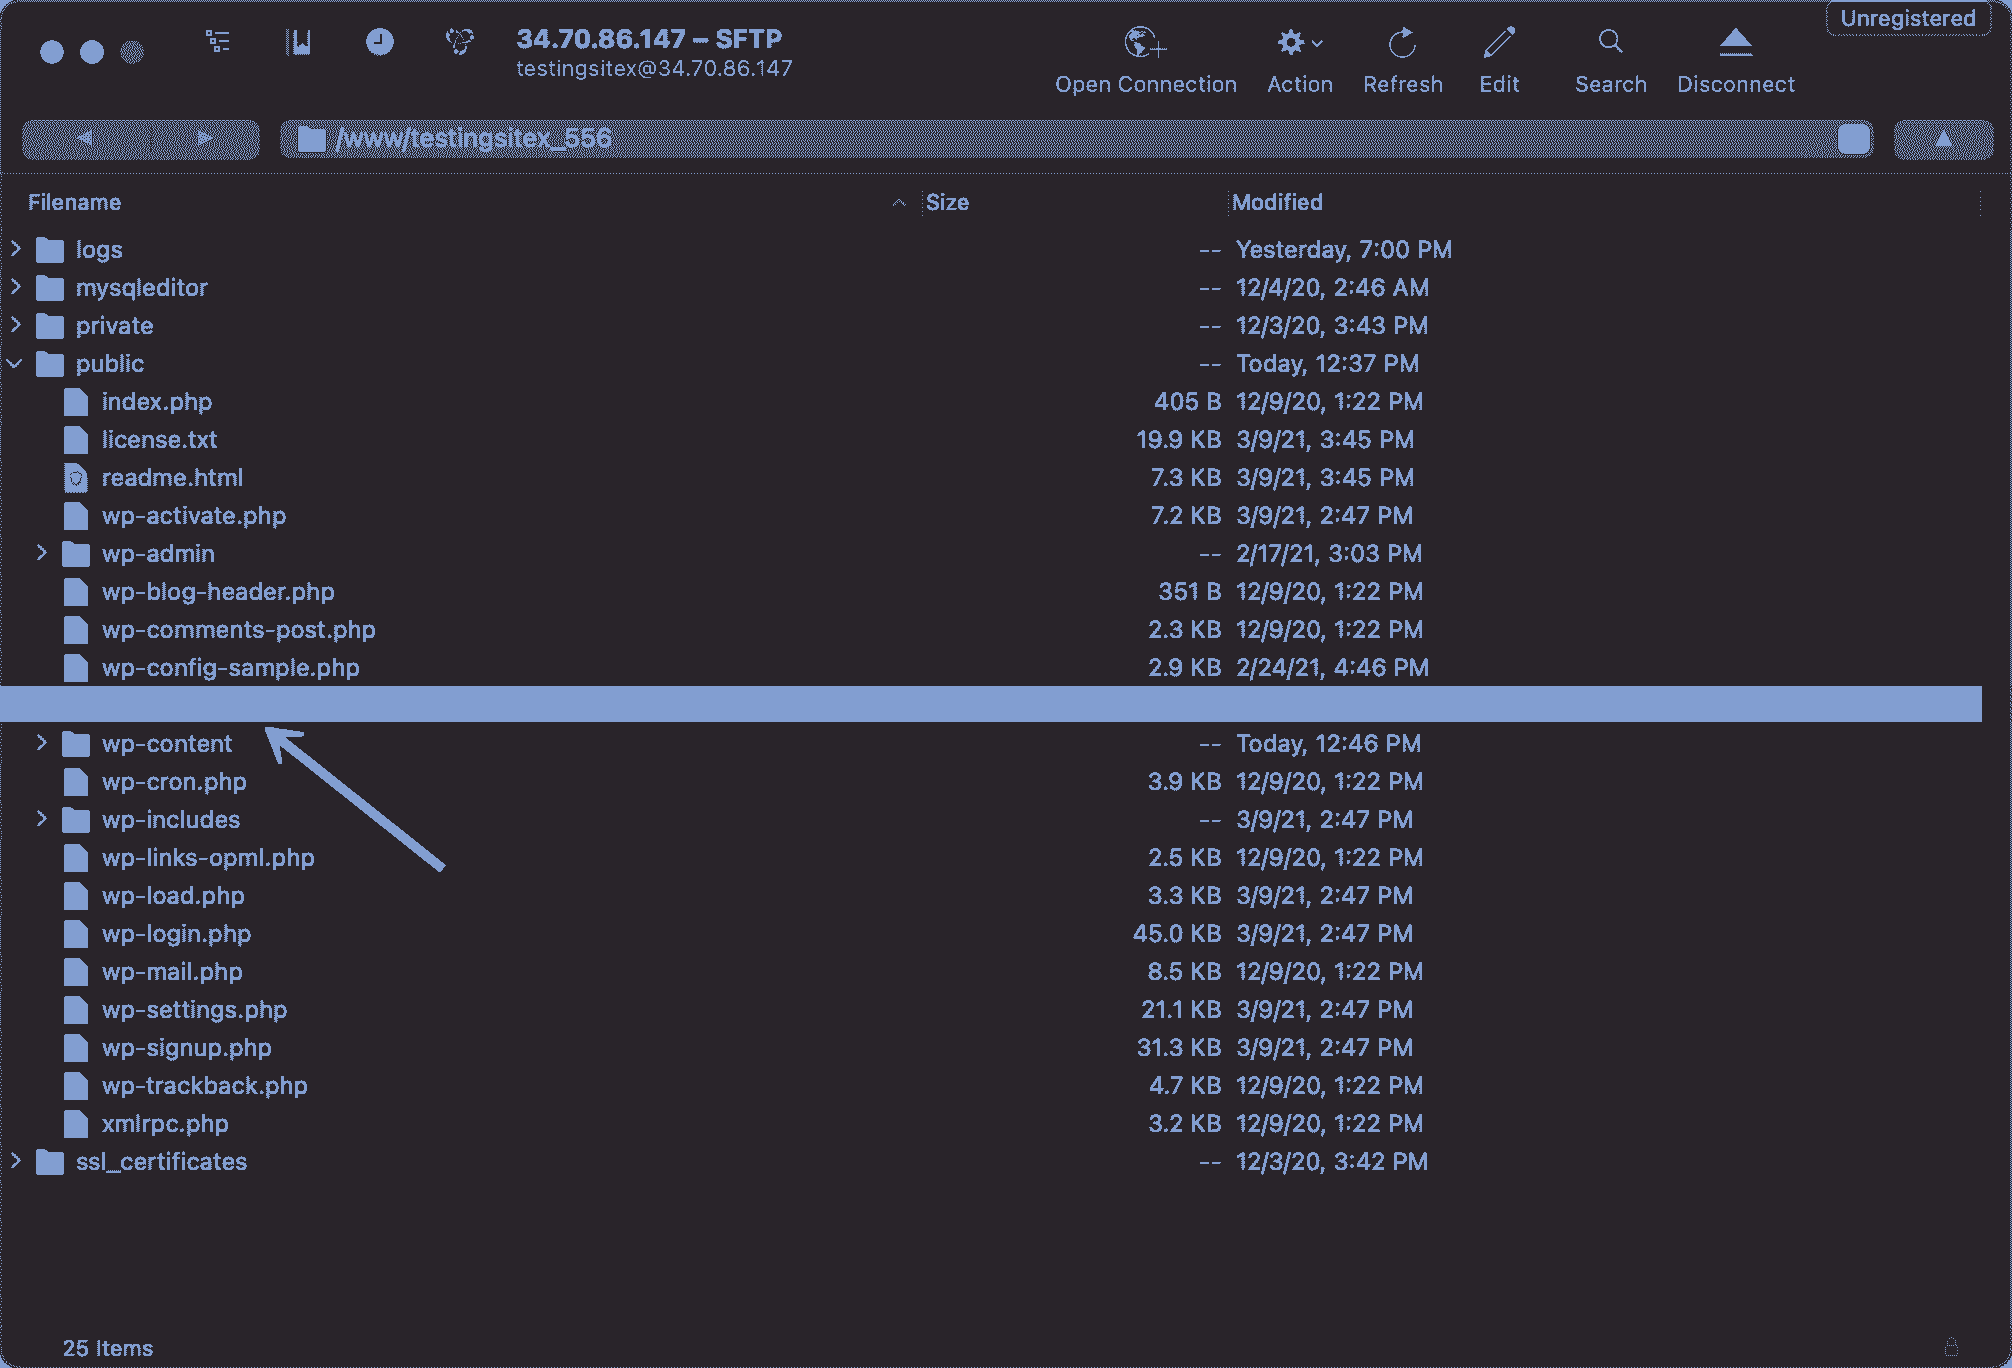 Unregistered
34.70.86.147 – SFTP
testingsitex@34.70.86.147
Open Connection Action Refresh Edit Search Disconnect
/www/testingsitex_556
Filename Size Modified
logs -- Yesterday, 7:00 PM
mysqleditor -- 12/4/20, 2:46 AM
private -- 12/3/20, 3:43 PM
public -- Today, 12:37 PM
index.php 405 B 12/9/20, 1:22 PM
license.txt 19.9 KB 3/9/21, 3:45 PM
readme.html 7.3 KB 3/9/21, 3:45 PM
wp-activate.php 7.2 KB 3/9/21, 2:47 PM
wp-admin -- 2/17/21, 3:03 PM
wp-blog-header.php 351 B 12/9/20, 1:22 PM
wp-comments-post.php 2.3 KB 12/9/20, 1:22 PM
wp-config-sample.php 2.9 KB 2/24/21, 4:46 PM
wp-content -- Today, 12:46 PM
wp-cron.php 3.9 KB 12/9/20, 1:22 PM
wp-includes -- 3/9/21, 2:47 PM
wp-links-opml.php 2.5 KB 12/9/20, 1:22 PM
wp-load.php 3.3 KB 3/9/21, 2:47 PM
wp-login.php 45.0 KB 3/9/21, 2:47 PM
wp-mail.php 8.5 KB 12/9/20, 1:22 PM
wp-settings.php 21.1 KB 3/9/21, 2:47 PM
wp-signup.php 31.3 KB 3/9/21, 2:47 PM
wp-trackback.php 4.7 KB 12/9/20, 1:22 PM
xmlrpc.php 3.2 KB 12/9/20, 1:22 PM
ssl_certificates -- 12/3/20, 3:42 PM
25 Items